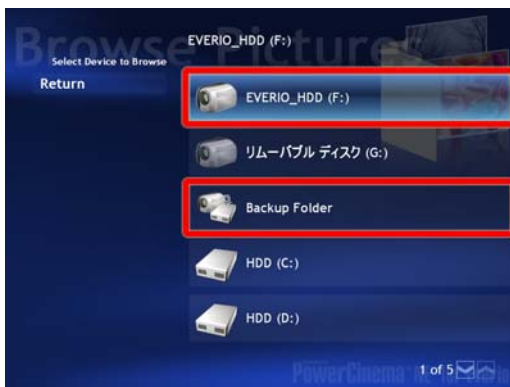 Browse Pictures
EVERIO_HDD (F:)
Select Device to Browse
Return
EVERIO_HDD (F:)
リムーバブル ディスク (G:)
Backup Folder
HDD (C:)
HDD (D:)
PowerCinema
1 of 5